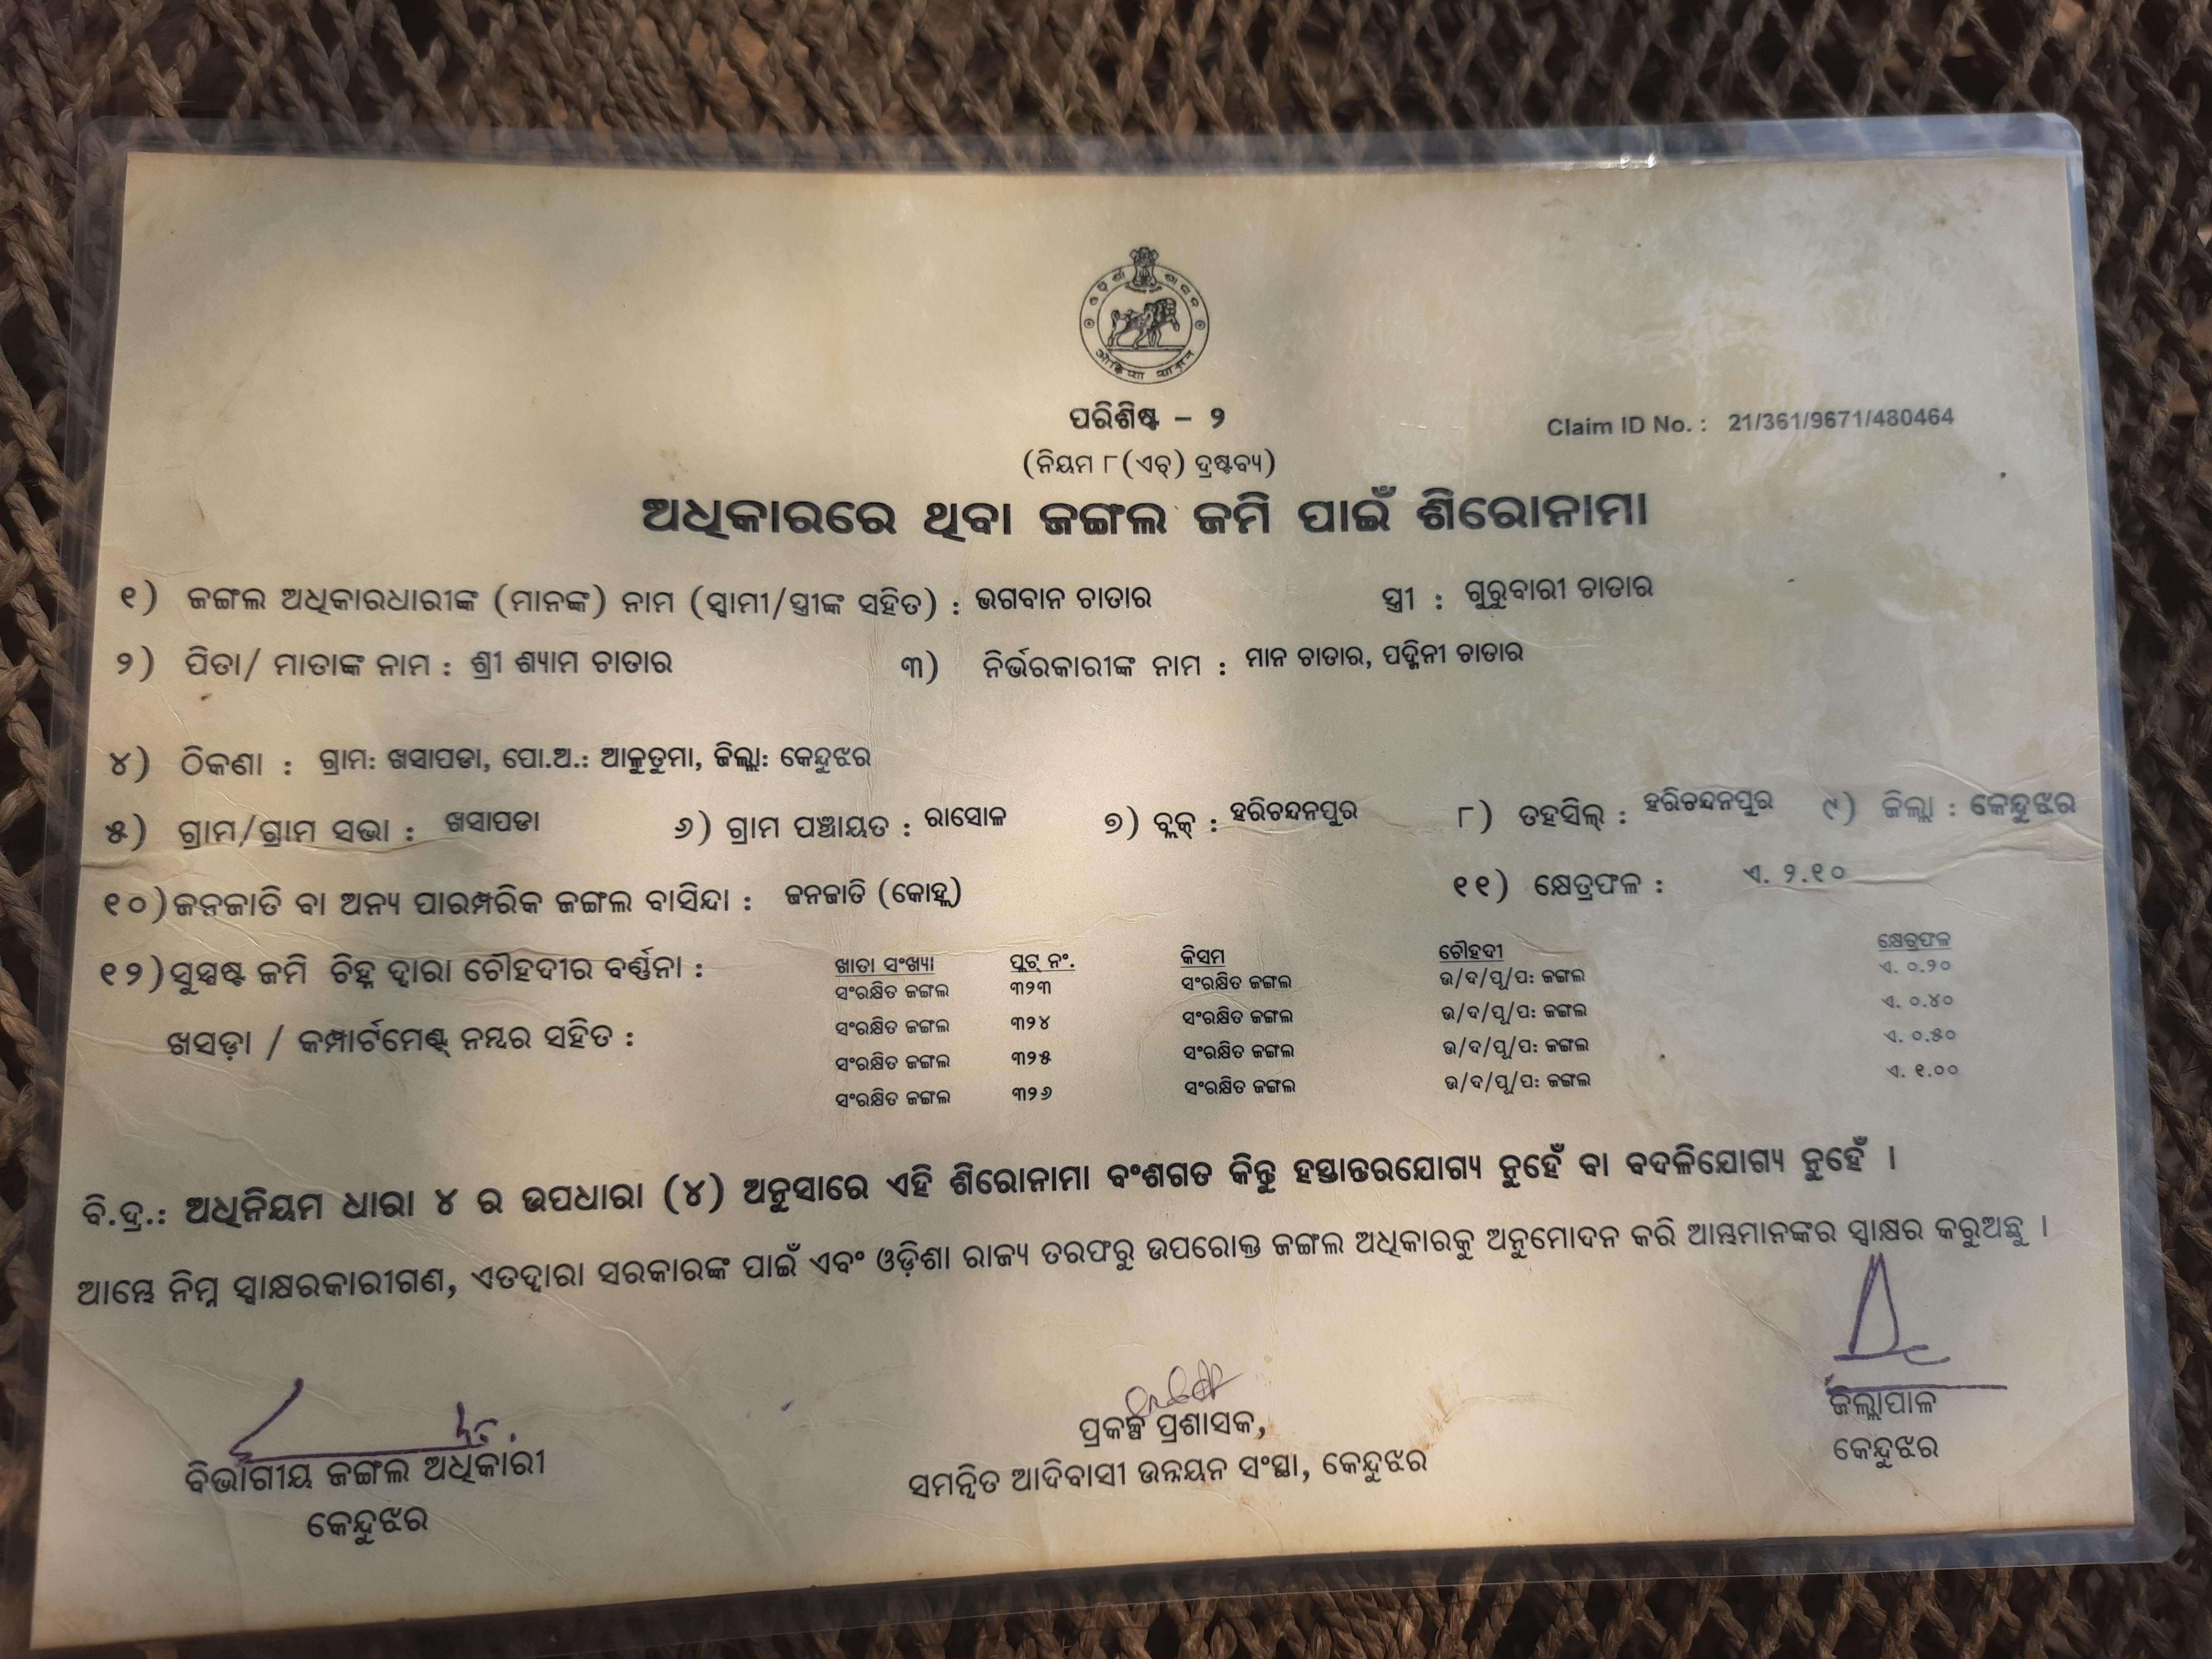 ଓଡ଼ିଶା ଶାସନ
ओडिशा शासन
ପରିଶିଷ୍ଟ – ୨
Claim ID No. : 21/361/9671/480464
(ନିୟମ ୮(ଏଚ୍) ଦ୍ରଷ୍ଟବ୍ୟ)
ଅଧିକାରରେ ଥିବା ଜଙ୍ଗଲ ଜମି ପାଇଁ ଶିରୋନାମା
୧) ଜଙ୍ଗଲ ଅଧିକାରଧାରୀଙ୍କ (ମାନଙ୍କ) ନାମ (ସ୍ୱାମୀ/ସ୍ତ୍ରୀଙ୍କ ସହିତ) : ଭଗବାନ ଚାତାର ସ୍ତ୍ରୀ : ଗୁରୁବାରୀ ଚାତାର
୨) ପିତା/ ମାତାଙ୍କ ନାମ : ଶ୍ରୀ ଶ୍ୟାମ ଚାତାର ୩) ନିର୍ଭରକାରୀଙ୍କ ନାମ : ମାନ ଚାତାର, ପଦ୍ମିନୀ ଚାତାର
୪) ଠିକଣା : ଗ୍ରାମ: ଖସାପଡା, ପୋ.ଅ.: ଆଳୁତୁମା, ଜିଲ୍ଲା: କେନ୍ଦୁଝର
୫) ଗ୍ରାମ/ଗ୍ରାମ ସଭା : ଖସାପଡା ୬) ଗ୍ରାମ ପଞ୍ଚାୟତ : ରାସୋଳ ୭) ବ୍ଲକ୍ : ହରିଚନ୍ଦନପୁର ୮) ତହସିଲ୍ : ହରିଚନ୍ଦନପୁର ୯) ଜିଲ୍ଲା : କେନ୍ଦୁଝର
୧୦)ଜନଜାତି ବା ଅନ୍ୟ ପାରମ୍ପରିକ ଜଙ୍ଗଲ ବାସିନ୍ଦା : ଜନଜାତି (କୋହ୍ଲ) ୧୧) କ୍ଷେତ୍ରଫଳ : ଏ. ୨.୧୦
୧୨)ସୁସ୍ପଷ୍ଟ ଜମି ଚିହ୍ନ ଦ୍ୱାରା ଚୌହଦୀର ବର୍ଣ୍ଣନା :
ଖସଡ଼ା / କମ୍ପାର୍ଟମେଣ୍ଟ୍ ନମ୍ବର ସହିତ :
ଖାତା ସଂଖ୍ୟା ପ୍ଲଟ୍ ନଂ. କିସମ ଚୌହଦୀ କ୍ଷେତ୍ରଫଳ
ସଂରକ୍ଷିତ ଜଙ୍ଗଲ ୩୨୩ ସଂରକ୍ଷିତ ଜଙ୍ଗଲ ଉ/ଦ/ପୂ/ପ: ଜଙ୍ଗଲ ଏ. ୦.୨୦
ସଂରକ୍ଷିତ ଜଙ୍ଗଲ ୩୨୪ ସଂରକ୍ଷିତ ଜଙ୍ଗଲ ଉ/ଦ/ପୂ/ପ: ଜଙ୍ଗଲ ଏ. ୦.୪୦
ସଂରକ୍ଷିତ ଜଙ୍ଗଲ ୩୨୫ ସଂରକ୍ଷିତ ଜଙ୍ଗଲ ଉ/ଦ/ପୂ/ପ: ଜଙ୍ଗଲ ଏ. ୦.୫୦
ସଂରକ୍ଷିତ ଜଙ୍ଗଲ ୩୨୬ ସଂରକ୍ଷିତ ଜଙ୍ଗଲ ଉ/ଦ/ପୂ/ପ: ଜଙ୍ଗଲ ଏ. ୧.୦୦
ବି.ଦ୍ର.: ଅଧିନିୟମ ଧାରା ୪ ର ଉପଧାରା (୪) ଅନୁସାରେ ଏହି ଶିରୋନାମା ବଂଶଗତ କିନ୍ତୁ ହସ୍ତାନ୍ତରଯୋଗ୍ୟ ନୁହେଁ ବା ବଦଳିଯୋଗ୍ୟ ନୁହେଁ ।
ଆମ୍ଭେ ନିମ୍ନ ସ୍ୱାକ୍ଷରକାରୀଗଣ, ଏତଦ୍ୱାରା ସରକାରଙ୍କ ପାଇଁ ଏବଂ ଓଡ଼ିଶା ରାଜ୍ୟ ତରଫରୁ ଉପରୋକ୍ତ ଜଙ୍ଗଲ ଅଧିକାରକୁ ଅନୁମୋଦନ କରି ଆମ୍ଭମାନଙ୍କର ସ୍ୱାକ୍ଷର କରୁଅଛୁ ।
ବିଭାଗୀୟ ଜଙ୍ଗଲ ଅଧିକାରୀ
କେନ୍ଦୁଝର
ପ୍ରକଳ୍ପ ପ୍ରଶାସକ,
ସମନ୍ୱିତ ଆଦିବାସୀ ଉନ୍ନୟନ ସଂସ୍ଥା, କେନ୍ଦୁଝର
ଜିଲ୍ଲାପାଳ
କେନ୍ଦୁଝର